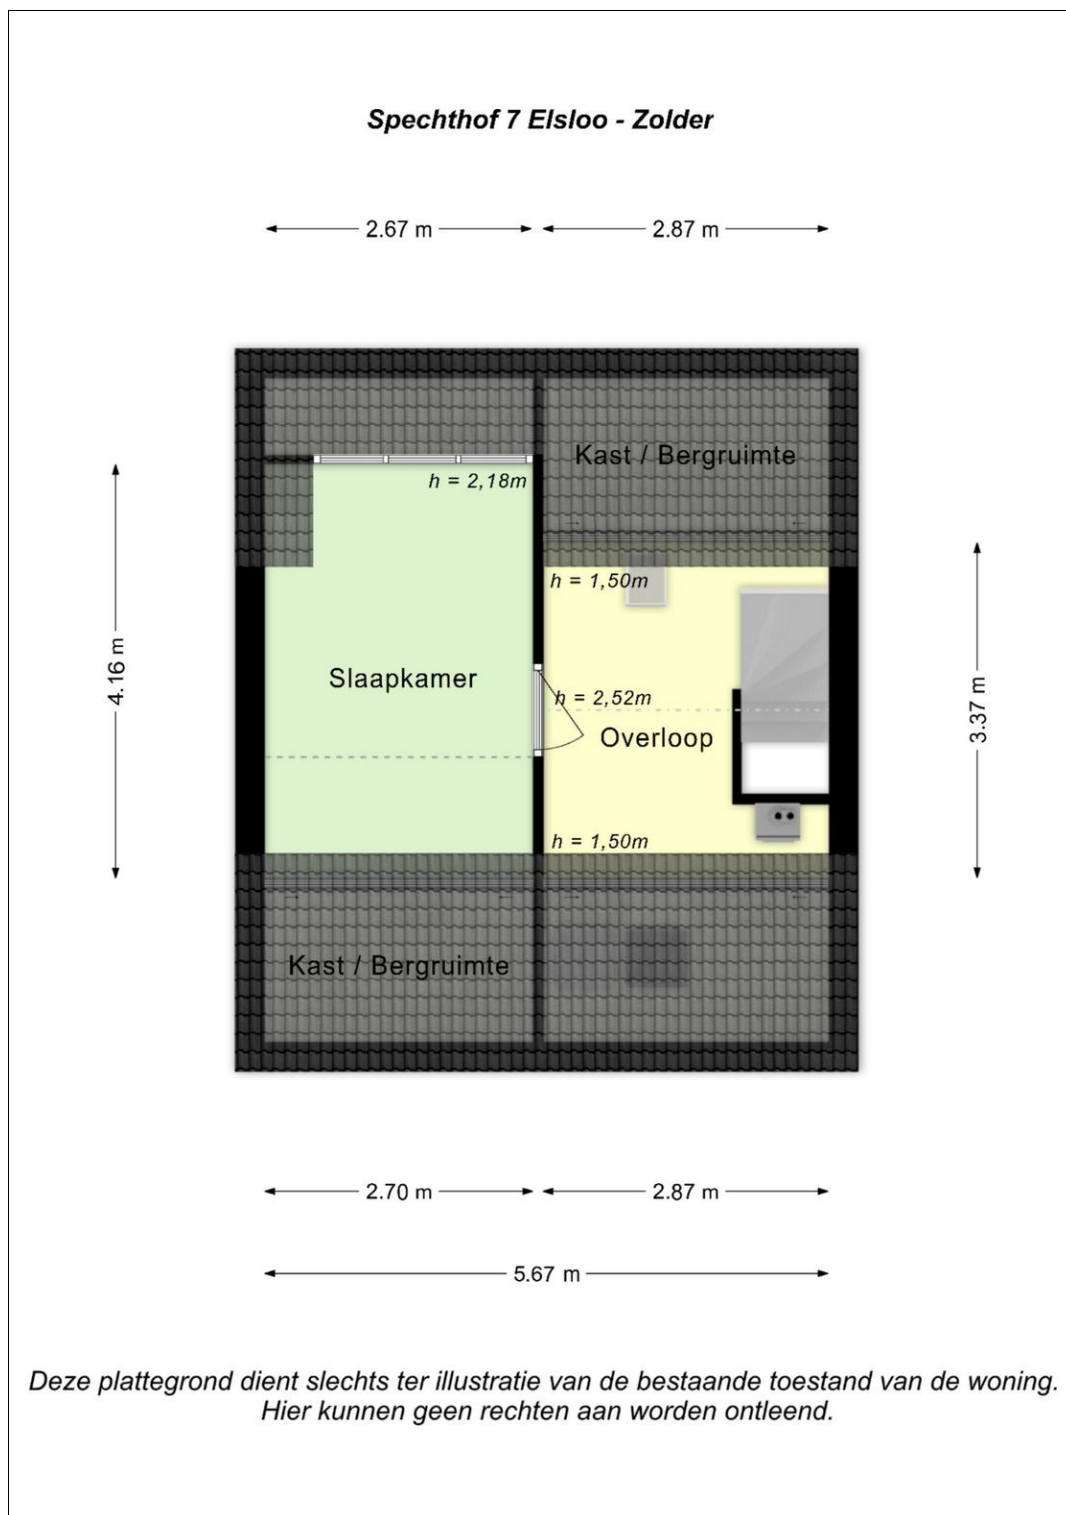 Spechthof 7 Elsloo - Zolder
2.67 m
2.87 m
Kast / Bergruimte
h = 2,18m
h = 1,50m
4.16 m
Slaapkamer
h = 2,52m
3.37 m
Overloop
h = 1,50m
Kast / Bergruimte
2.70 m
2.87 m
5.67 m
Deze plattegrond dient slechts ter illustratie van de bestaande toestand van de woning.
Hier kunnen geen rechten aan worden ontleend.